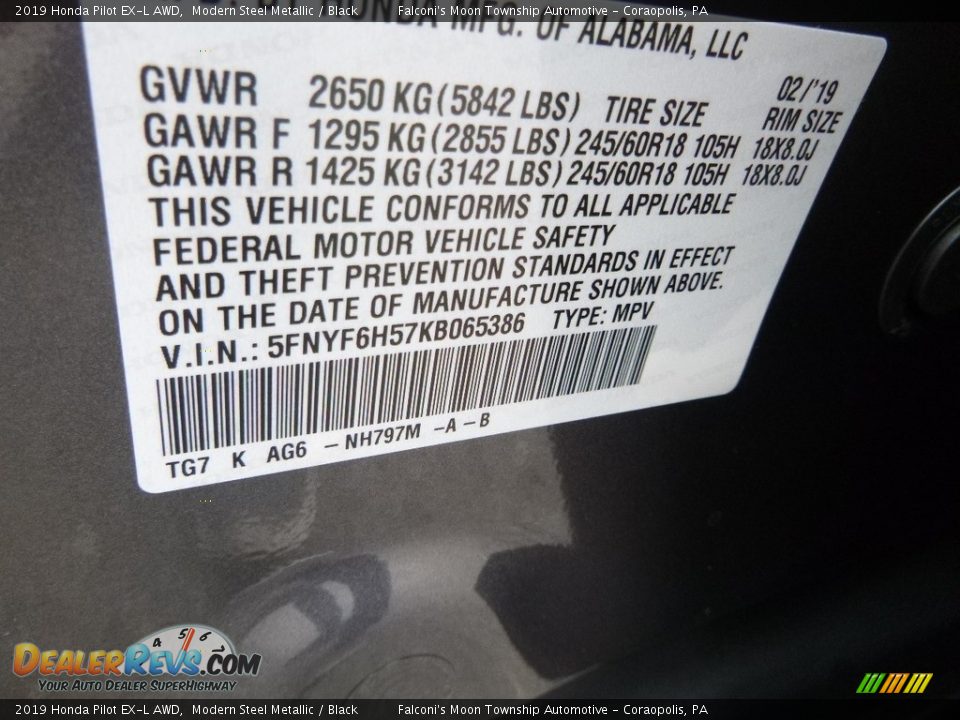 2019 Honda Pilot EX-L AWD, Modern Steel Metallic / Black Falconi's Moon Township Automotive - Coraopolis, PA
MFG. OF ALABAMA, LLC
GVWR 2650 KG (5842 LBS) TIRE SIZE 02/'19 RIM SIZE
GAWR F 1295 KG (2855 LBS) 245/60R18 105H 18X8.0J
GAWR R 1425 KG (3142 LBS) 245/60R18 105H 18X8.0J
THIS VEHICLE CONFORMS TO ALL APPLICABLE
FEDERAL MOTOR VEHICLE SAFETY
AND THEFT PREVENTION STANDARDS IN EFFECT
ON THE DATE OF MANUFACTURE SHOWN ABOVE.
V.I.N.: 5FNYF6H57KB065386 TYPE: MPV
TG7 K AG6 - NH797M -A-B
4 5 6 7
DEALERREVS.COM
YOUR AUTO DEALER SUPERHIGHWAY
2019 Honda Pilot EX-L AWD, Modern Steel Metallic / Black Falconi's Moon Township Automotive - Coraopolis, PA